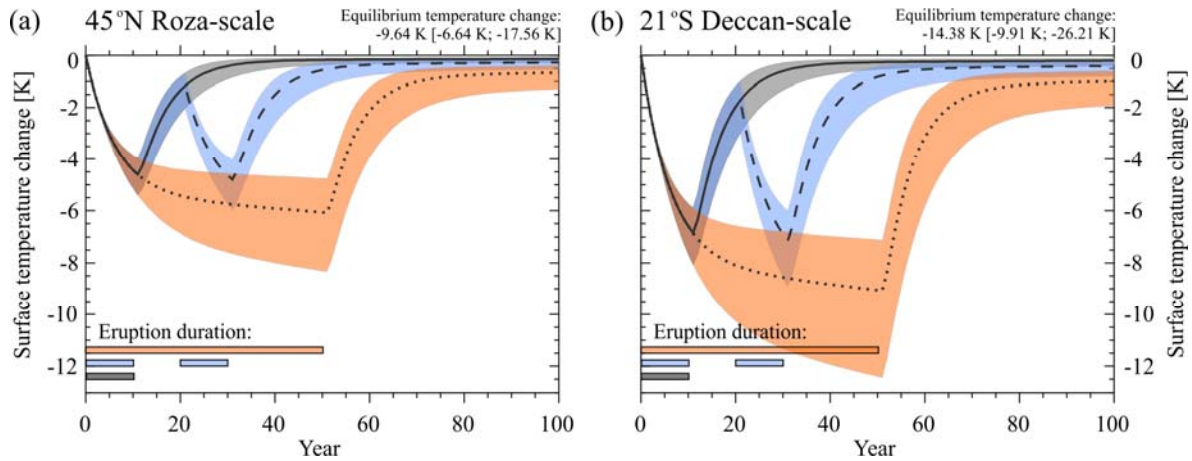 (a) 45°N Roza-scale
Equilibrium temperature change:
-9.64 K [-6.64 K; -17.56 K]
Surface temperature change [K]
0
-2
-4
-6
-8
-10
-12
Eruption duration:
0 20 40 60 80 100
Year
(b) 21°S Deccan-scale
Equilibrium temperature change:
-14.38 K [-9.91 K; -26.21 K]
0
-2
-4
-6
-8
-10
-12
Surface temperature change [K]
Eruption duration:
0 20 40 60 80 100
Year